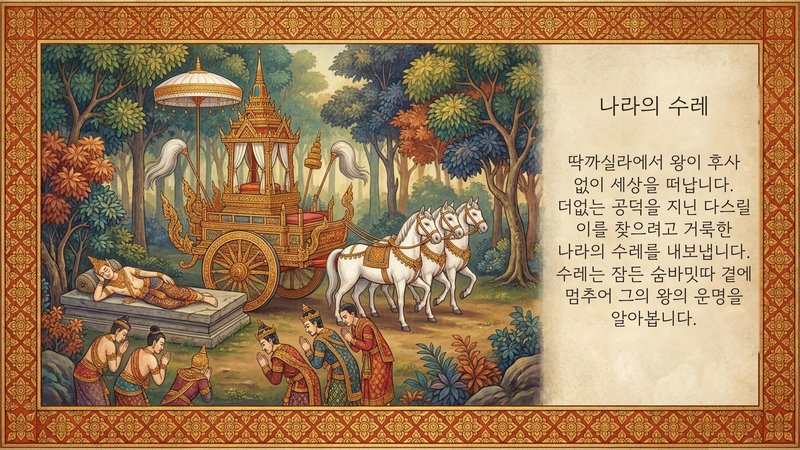 나라의 수레
딱까실라에서 왕이 후사
없이 세상을 떠납니다.
더없는 공덕을 지닌 다스릴
이를 찾으려고 거룩한
나라의 수레를 내보냅니다.
수레는 잠든 숨바밋따 곁에
멈추어 그의 왕의 운명을
알아봅니다.